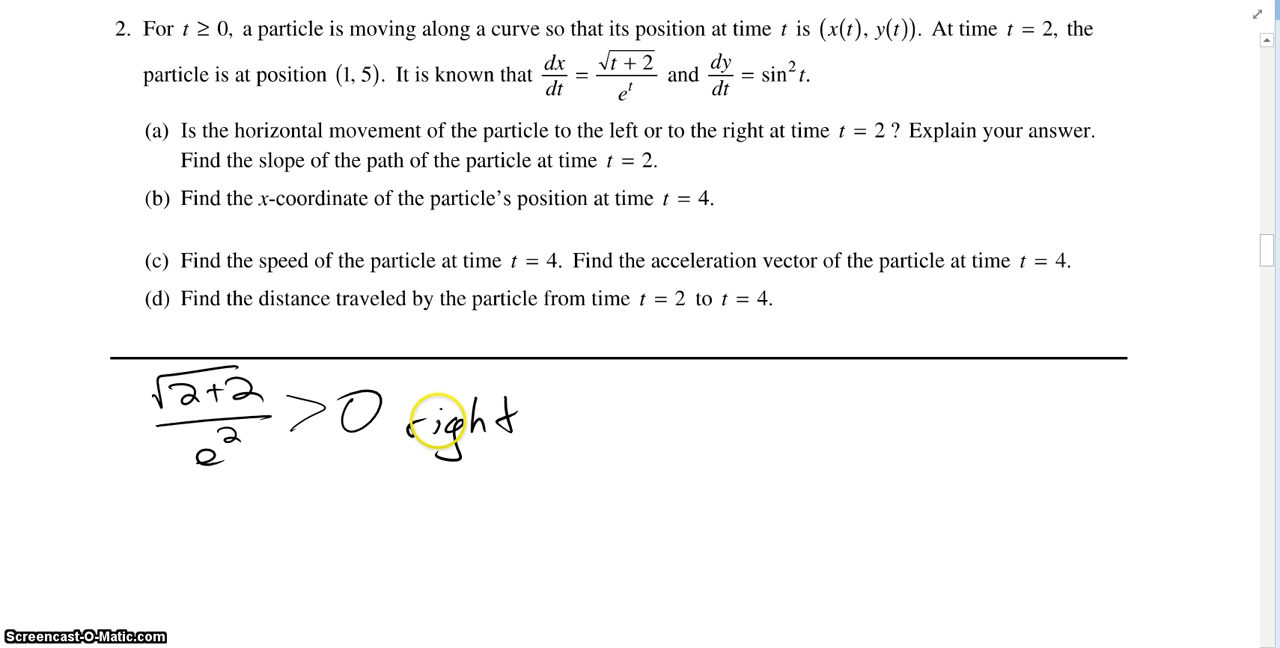 2. For t ≥ 0, a particle is moving along a curve so that its position at time t is (x(t), y(t)). At time t = 2, the
particle is at position (1, 5). It is known that dx/dt = √(t + 2)/e^t and dy/dt = sin² t.
(a) Is the horizontal movement of the particle to the left or to the right at time t = 2 ? Explain your answer.
Find the slope of the path of the particle at time t = 2.
(b) Find the x-coordinate of the particle's position at time t = 4.
(c) Find the speed of the particle at time t = 4. Find the acceleration vector of the particle at time t = 4.
(d) Find the distance traveled by the particle from time t = 2 to t = 4.
√(2+2)/e² > 0 right
Screencast-O-Matic.com